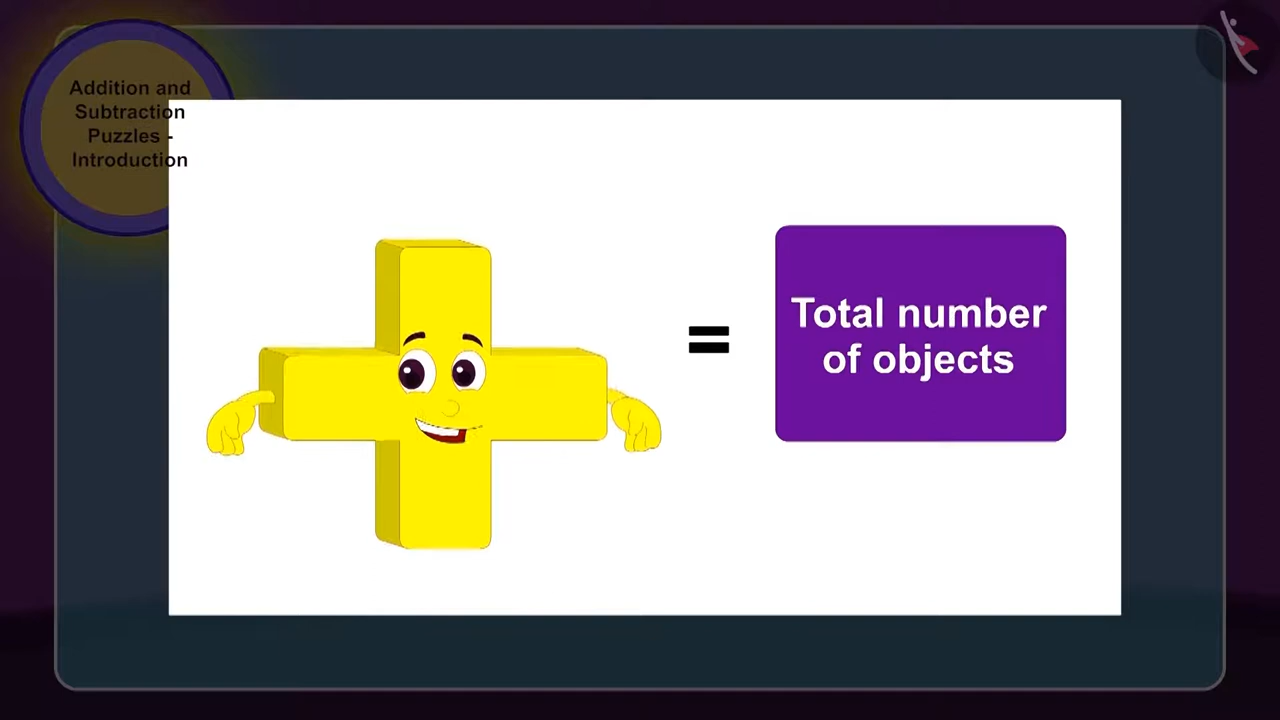 Addition and
Subtraction
Puzzles -
Introduction
=
Total number
of objects